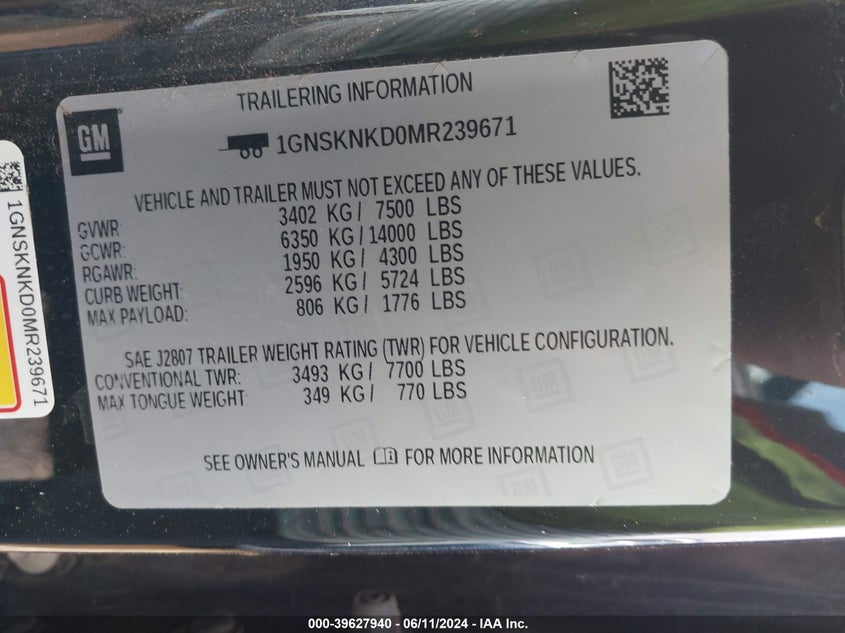 TRAILERING INFORMATION
GM
1GNSKNKD0MR239671
VEHICLE AND TRAILER MUST NOT EXCEED ANY OF THESE VALUES.
GVWR: 3402 KG / 7500 LBS
GCWR: 6350 KG / 14000 LBS
RGAWR: 1950 KG / 4300 LBS
CURB WEIGHT: 2596 KG / 5724 LBS
MAX PAYLOAD: 806 KG / 1776 LBS
SAE J2807 TRAILER WEIGHT RATING (TWR) FOR VEHICLE CONFIGURATION.
CONVENTIONAL TWR: 3493 KG / 7700 LBS
MAX TONGUE WEIGHT 349 KG / 770 LBS
SEE OWNER'S MANUAL FOR MORE INFORMATION
1GNSKNKD0MR239671
000-39627940 - 06/11/2024 - IAA Inc.